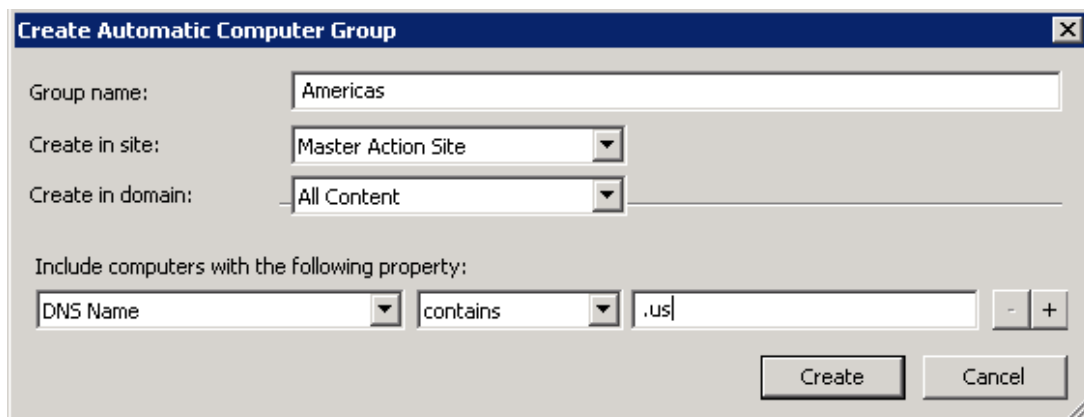 Create Automatic Computer Group
Group name: Americas
Create in site: Master Action Site
Create in domain: All Content
Include computers with the following property:
DNS Name contains .us - +
Create Cancel